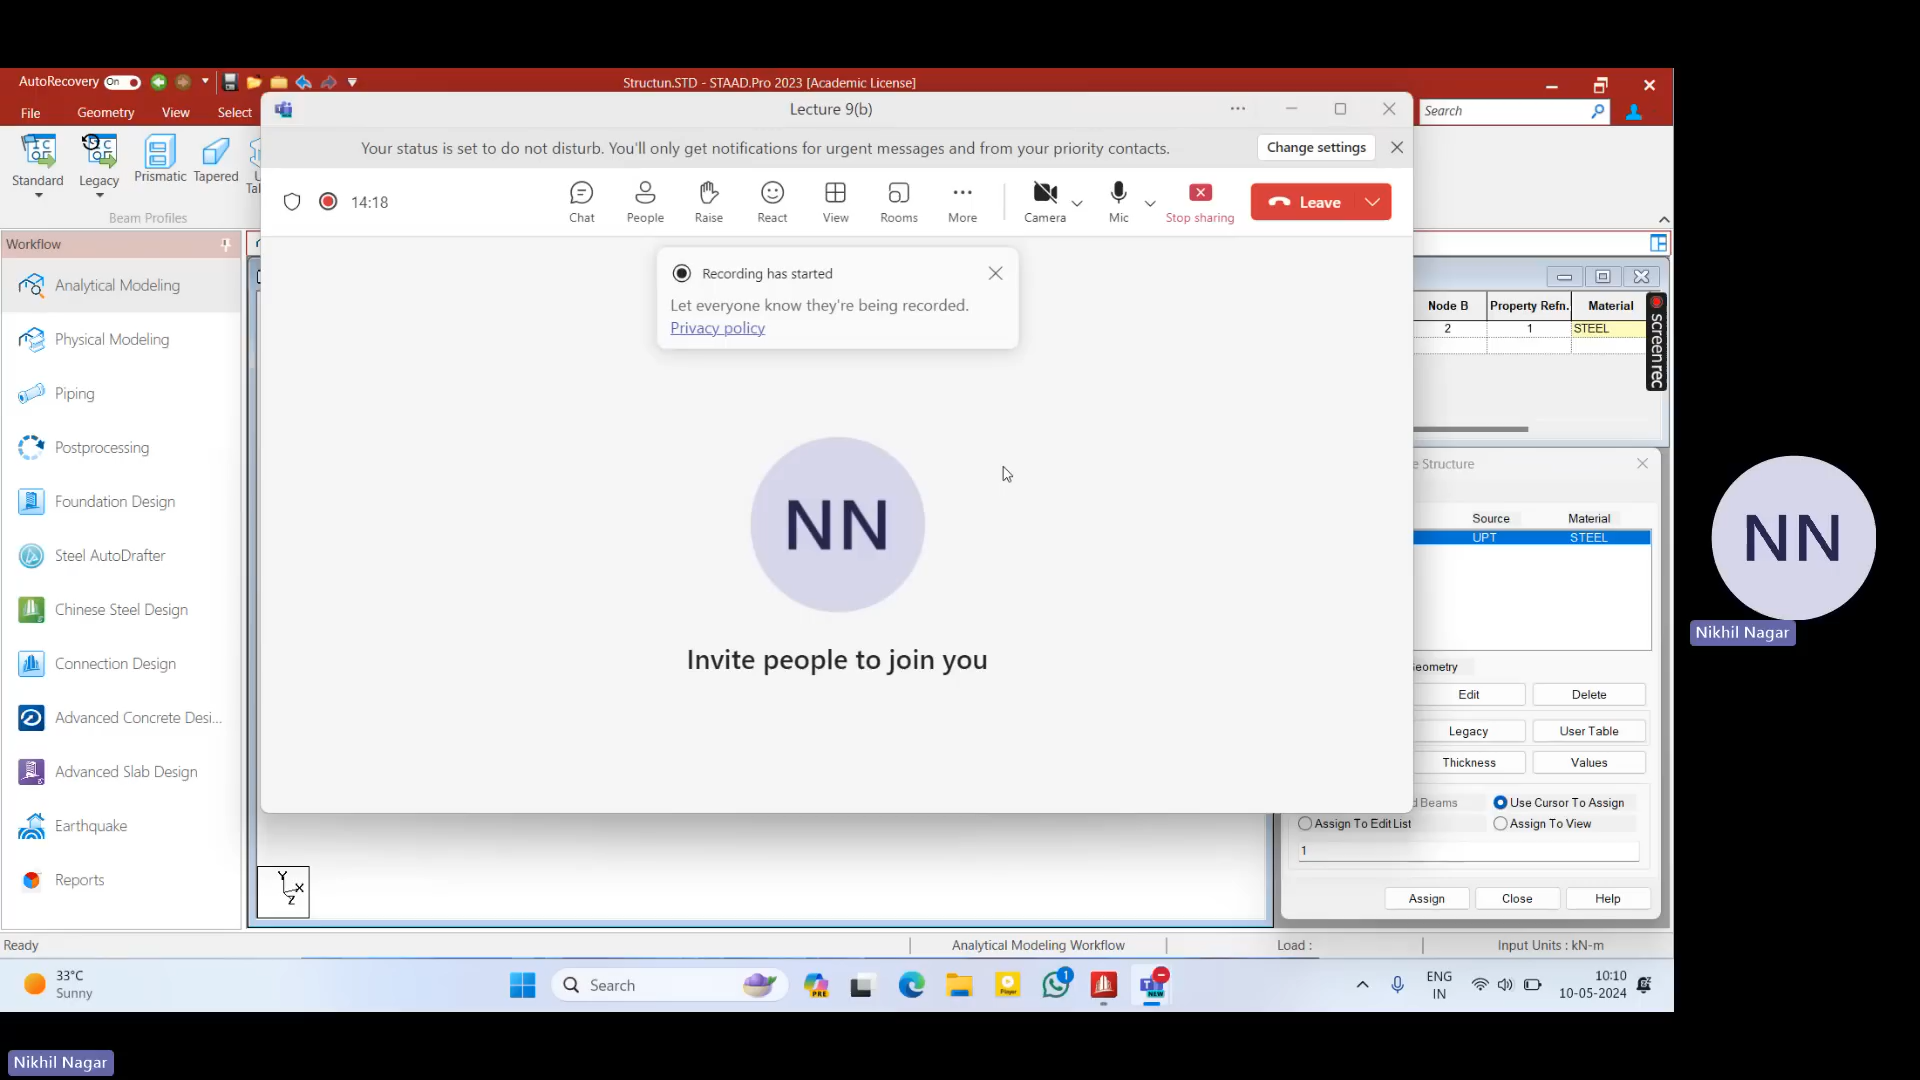 AutoRecovery On
Structun.STD - STAAD.Pro 2023 [Academic License]
File Geometry View Select
Search
Lecture 9(b)
Your status is set to do not disturb. You'll only get notifications for urgent messages and from your priority contacts.
Change settings
Standard Legacy Prismatic Tapered
Beam Profiles
14:18
Chat People Raise React View Rooms More Camera Mic Stop sharing
Leave
Workflow
Analytical Modeling
Physical Modeling
Piping
Postprocessing
Foundation Design
Steel AutoDrafter
Chinese Steel Design
Connection Design
Advanced Concrete Desi...
Advanced Slab Design
Earthquake
Reports
Recording has started
Let everyone know they're being recorded.
Privacy policy
NN
Invite people to join you
Node B Property Refn. Material
2 1 STEEL
screen rec
e Structure
Source Material
UPT STEEL
eometry
Edit Delete
Legacy User Table
Thickness Values
d Beams Use Cursor To Assign
Assign To Edit List Assign To View
1
Assign Close Help
Y
X
Z
Ready
Analytical Modeling Workflow
Load :
Input Units : kN-m
33°C
Sunny
Search
PRE
Player
1
NEW
ENG
IN
10:10
10-05-2024
NN
Nikhil Nagar
Nikhil Nagar